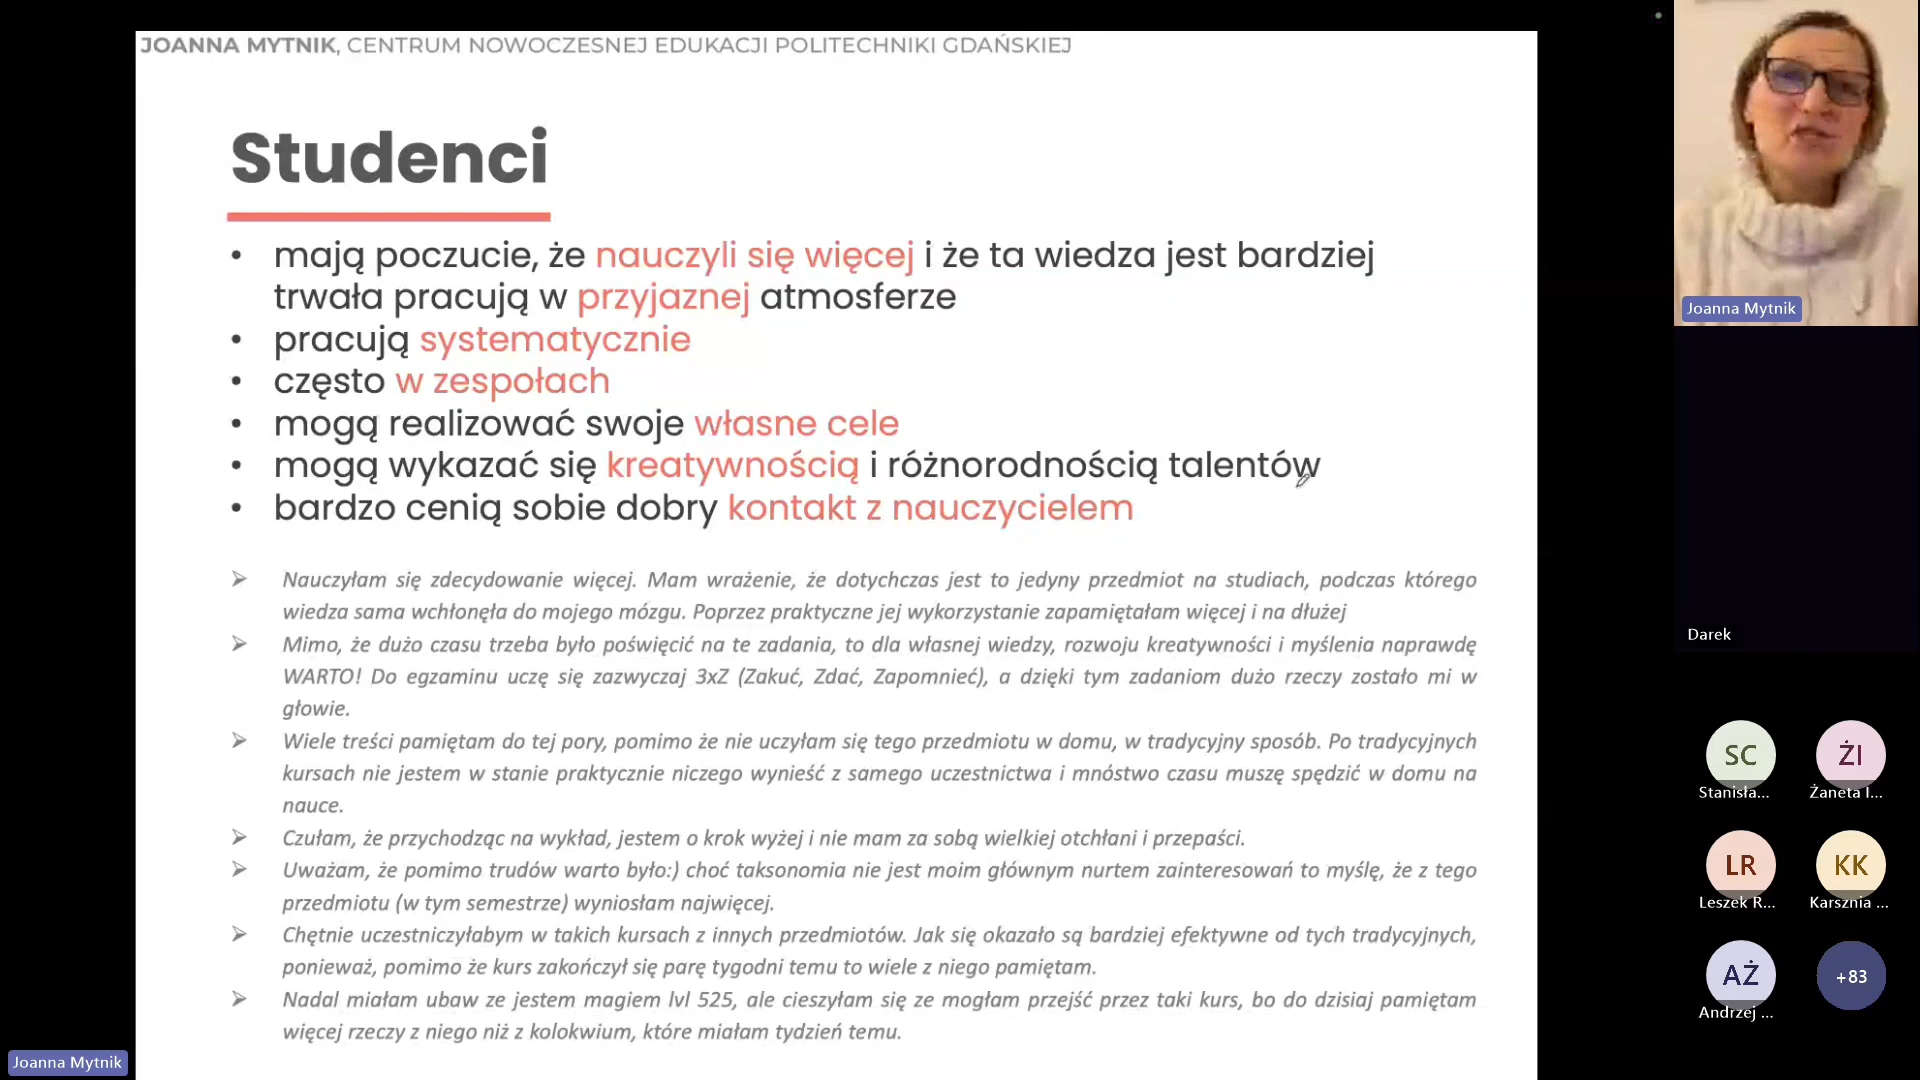 JOANNA MYTNIK, CENTRUM NOWOCZESNEJ EDUKACJI POLITECHNIKI GDAŃSKIEJ
Studenci
• mają poczucie, że nauczyli się więcej i że ta wiedza jest bardziej
trwała pracują w przyjaznej atmosferze
• pracują systematycznie
• często w zespołach
• mogą realizować swoje własne cele
• mogą wykazać się kreatywnością i różnorodnością talentów
• bardzo cenią sobie dobry kontakt z nauczycielem
➢ Nauczyłam się zdecydowanie więcej. Mam wrażenie, że dotychczas jest to jedyny przedmiot na studiach, podczas którego
wiedza sama wchłonęła do mojego mózgu. Poprzez praktyczne jej wykorzystanie zapamiętałam więcej i na dłużej
➢ Mimo, że dużo czasu trzeba było poświęcić na te zadania, to dla własnej wiedzy, rozwoju kreatywności i myślenia naprawdę
WARTO! Do egzaminu uczę się zazwyczaj 3xZ (Zakuć, Zdać, Zapomnieć), a dzięki tym zadaniom dużo rzeczy zostało mi w
głowie.
➢ Wiele treści pamiętam do tej pory, pomimo że nie uczyłam się tego przedmiotu w domu, w tradycyjny sposób. Po tradycyjnych
kursach nie jestem w stanie praktycznie niczego wynieść z samego uczestnictwa i mnóstwo czasu muszę spędzić w domu na
nauce.
➢ Czułam, że przychodząc na wykład, jestem o krok wyżej i nie mam za sobą wielkiej otchłani i przepaści.
➢ Uważam, że pomimo trudów warto było:) choć taksonomia nie jest moim głównym nurtem zainteresowań to myślę, że z tego
przedmiotu (w tym semestrze) wyniosłam najwięcej.
➢ Chętnie uczestniczyłabym w takich kursach z innych przedmiotów. Jak się okazało są bardziej efektywne od tych tradycyjnych,
ponieważ, pomimo że kurs zakończył się parę tygodni temu to wiele z niego pamiętam.
➢ Nadal miałam ubaw ze jestem magiem lvl 525, ale cieszyłam się ze mogłam przejść przez taki kurs, bo do dzisiaj pamiętam
więcej rzeczy z niego niż z kolokwium, które miałam tydzień temu.
Joanna Mytnik
Joanna Mytnik
Darek
SC
Stanisła...
ŻI
Żaneta I...
LR
Leszek R...
KK
Karsznia ...
AŻ
Andrzej ...
+83